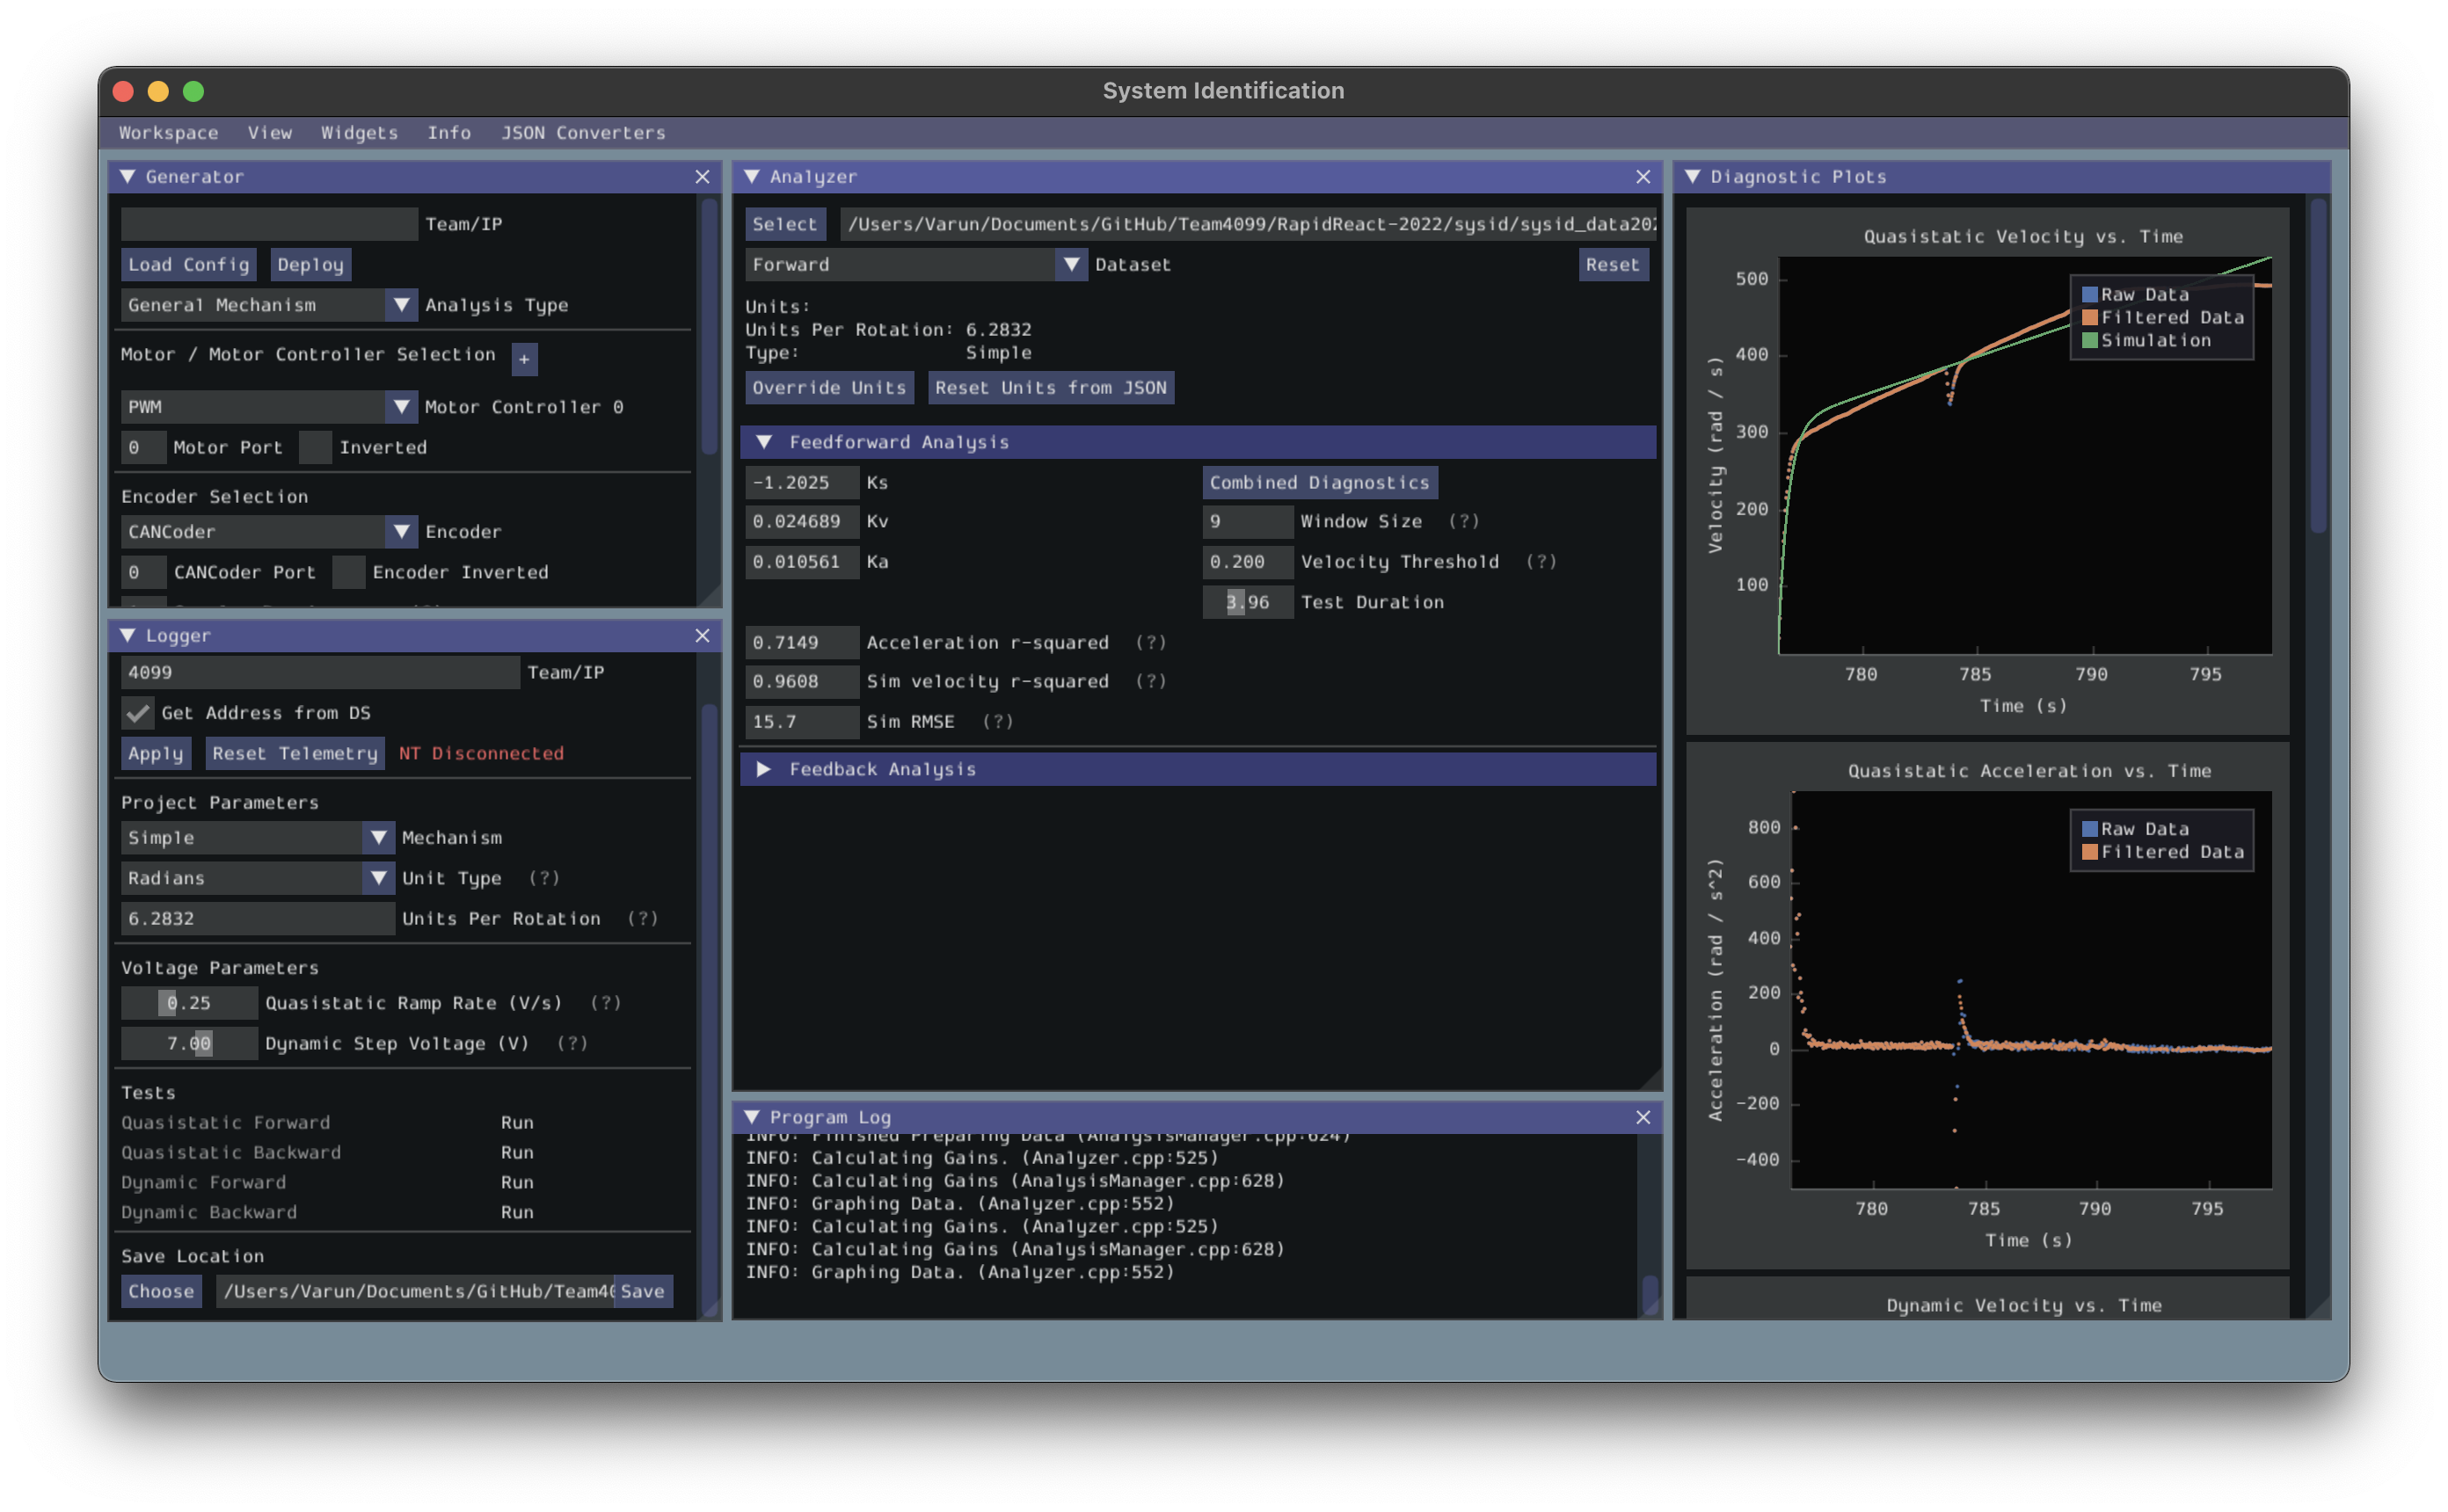 System Identification
Workspace View Widgets Info JSON Converters
Generator
Team/IP
Load Config Deploy
General Mechanism Analysis Type
Motor / Motor Controller Selection +
PWM Motor Controller 0
0 Motor Port Inverted
Encoder Selection
CANCoder Encoder
0 CANCoder Port Encoder Inverted
Logger
4099 Team/IP
Get Address from DS
Apply Reset Telemetry NT Disconnected
Project Parameters
Simple Mechanism
Radians Unit Type (?)
6.2832 Units Per Rotation (?)
Voltage Parameters
0.25 Quasistatic Ramp Rate (V/s) (?)
7.00 Dynamic Step Voltage (V) (?)
Tests
Quasistatic Forward Run
Quasistatic Backward Run
Dynamic Forward Run
Dynamic Backward Run
Save Location
Choose /Users/Varun/Documents/GitHub/Team40 Save
Analyzer
Select /Users/Varun/Documents/GitHub/Team4099/RapidReact-2022/sysid/sysid_data202
Forward Dataset Reset
Units:
Units Per Rotation: 6.2832
Type: Simple
Override Units Reset Units from JSON
Feedforward Analysis
-1.2025 Ks Combined Diagnostics
0.024689 Kv 9 Window Size (?)
0.010561 Ka 0.200 Velocity Threshold (?)
3.96 Test Duration
0.7149 Acceleration r-squared (?)
0.9608 Sim velocity r-squared (?)
15.7 Sim RMSE (?)
Feedback Analysis
Program Log
INFO: Finished Preparing Data (AnalysisManager.cpp:624)
INFO: Calculating Gains. (Analyzer.cpp:525)
INFO: Calculating Gains (AnalysisManager.cpp:628)
INFO: Graphing Data. (Analyzer.cpp:552)
INFO: Calculating Gains. (Analyzer.cpp:525)
INFO: Calculating Gains (AnalysisManager.cpp:628)
INFO: Graphing Data. (Analyzer.cpp:552)
Diagnostic Plots
Quasistatic Velocity vs. Time
Velocity (rad / s)
500
400
300
200
100
Raw Data
Filtered Data
Simulation
780 785 790 795
Time (s)
Quasistatic Acceleration vs. Time
Acceleration (rad / s^2)
800
600
400
200
0
-200
-400
Raw Data
Filtered Data
780 785 790 795
Time (s)
Dynamic Velocity vs. Time